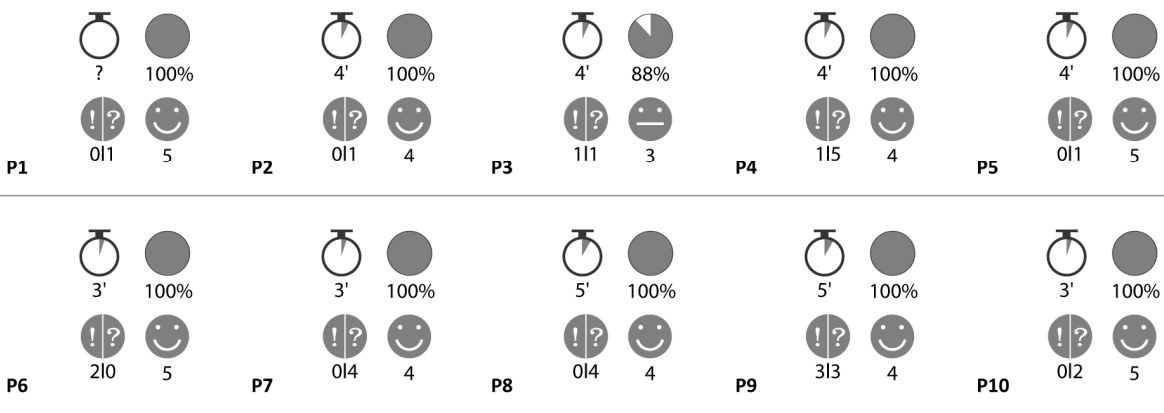 ? 100% 4' 100% 4' 88% 4' 100% 4' 100%
!? !? !? !? !?
0|1 5 0|1 4 1|1 3 1|5 4 0|1 5
P1 P2 P3 P4 P5
3' 100% 3' 100% 5' 100% 5' 100% 3' 100%
!? !? !? !? !?
2|0 5 0|4 4 0|4 4 3|3 4 0|2 5
P6 P7 P8 P9 P10